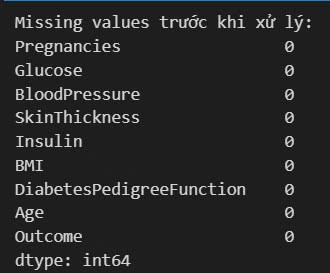 Missing values trước khi xử lý:
Pregnancies 0
Glucose 0
BloodPressure 0
SkinThickness 0
Insulin 0
BMI 0
DiabetesPedigreeFunction 0
Age 0
Outcome 0
dtype: int64